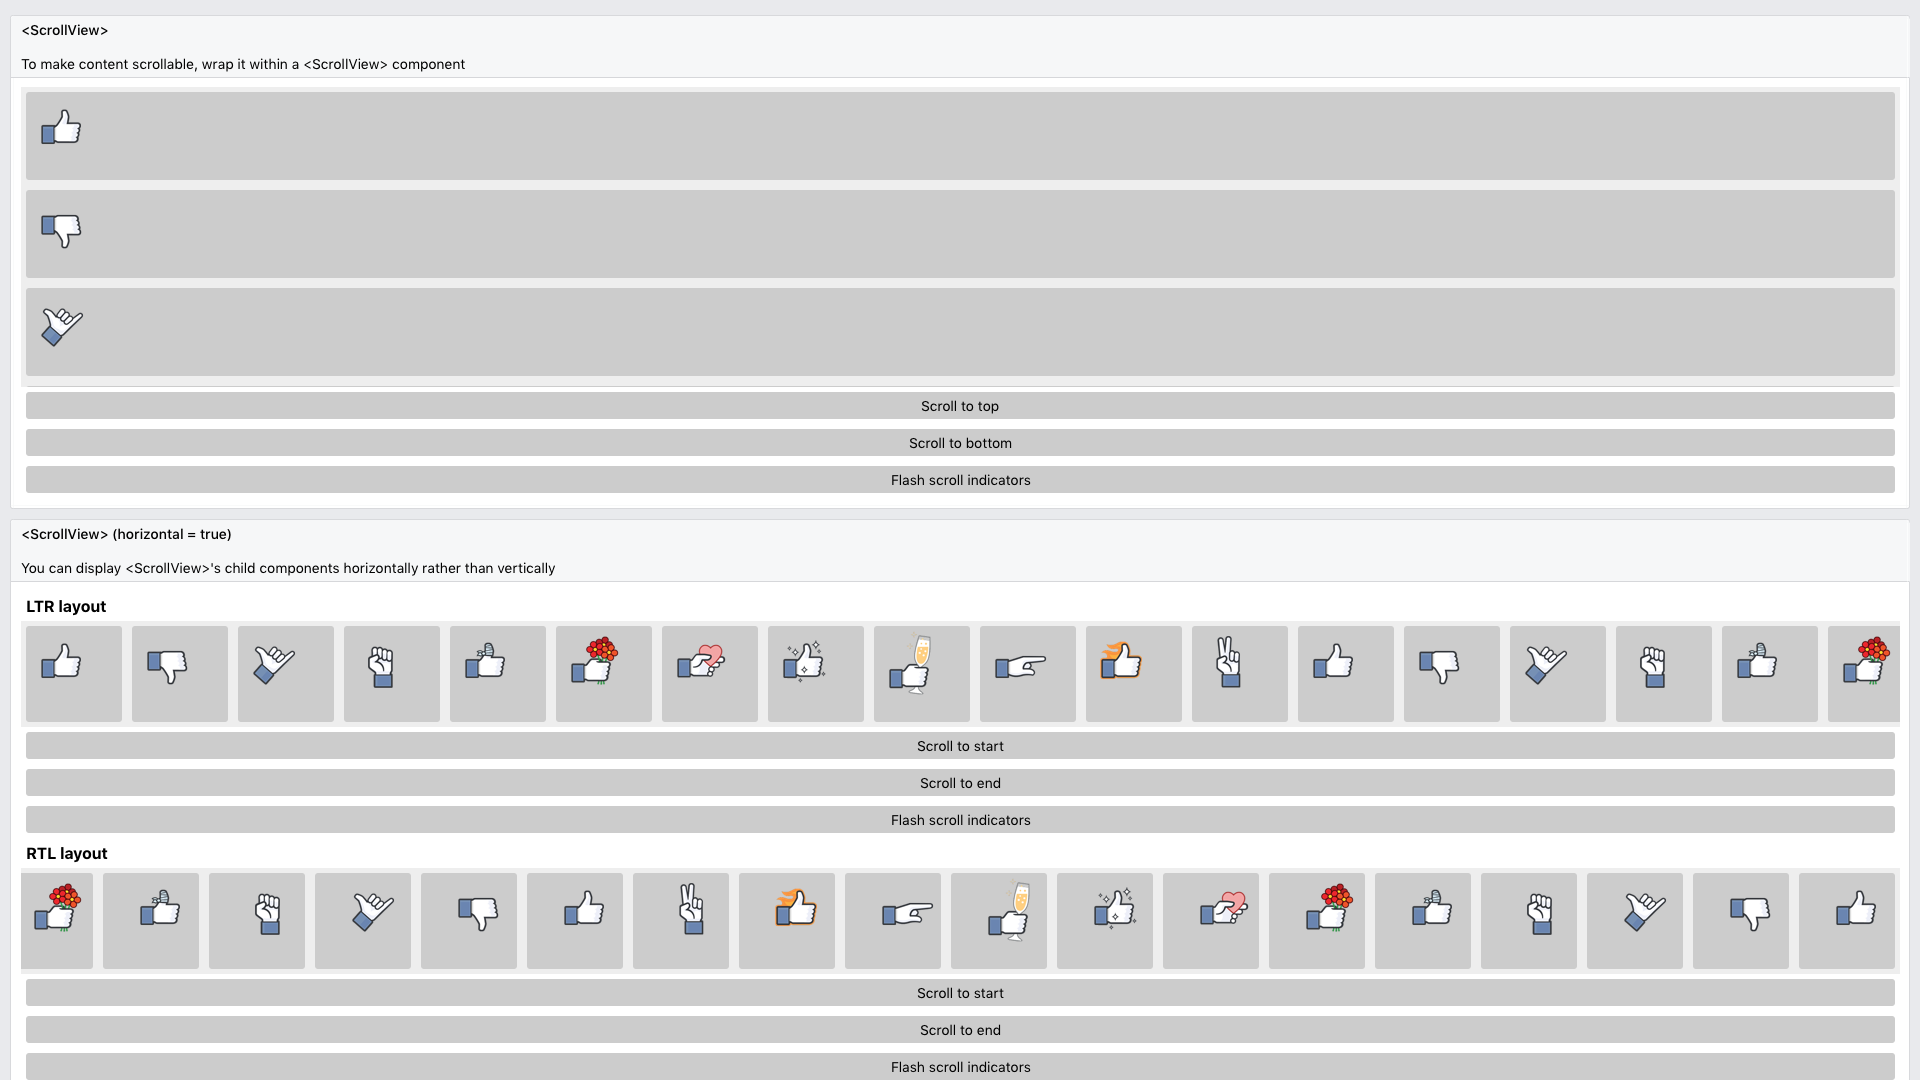 <ScrollView>
To make content scrollable, wrap it within a <ScrollView> component
Scroll to top
Scroll to bottom
Flash scroll indicators
<ScrollView> (horizontal = true)
You can display <ScrollView>'s child components horizontally rather than vertically
LTR layout
Scroll to start
Scroll to end
Flash scroll indicators
RTL layout
Scroll to start
Scroll to end
Flash scroll indicators